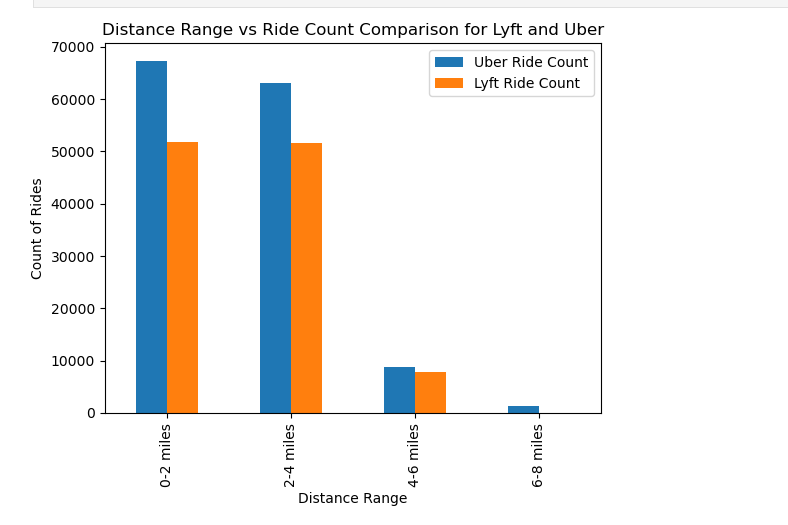 Distance Range vs Ride Count Comparison for Lyft and Uber
70000
60000
50000
40000
30000
20000
10000
0
Count of Rides
Uber Ride Count
Lyft Ride Count
0-2 miles
2-4 miles
4-6 miles
6-8 miles
Distance Range